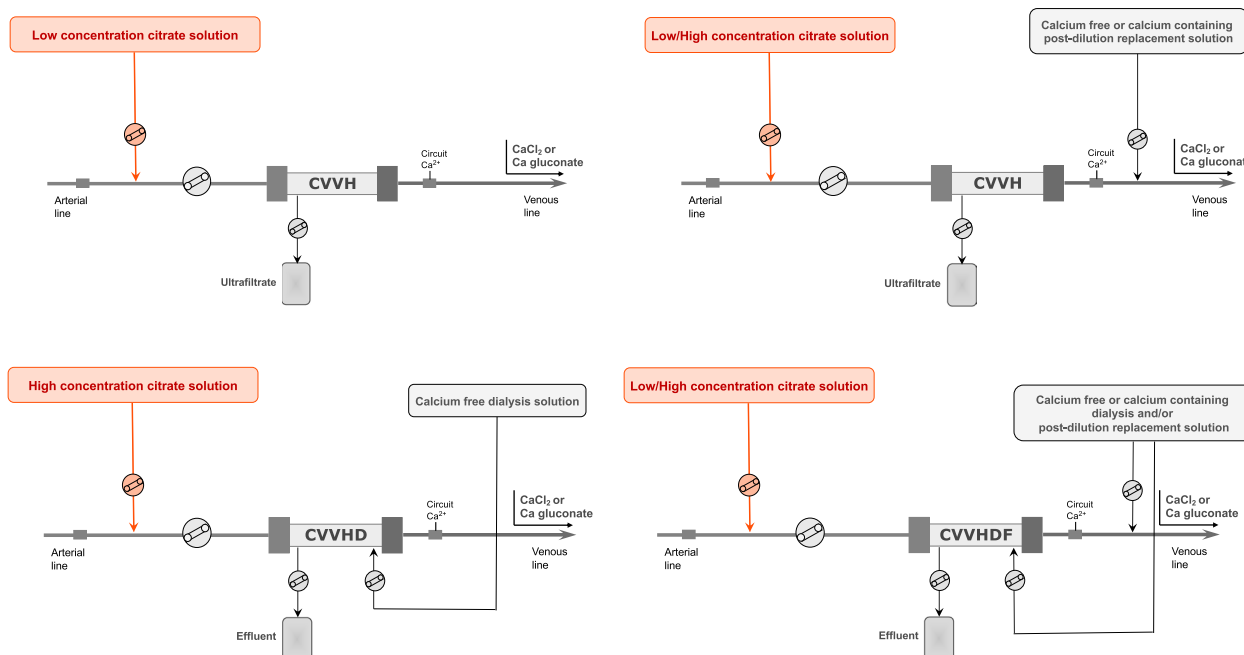 Low concentration citrate solution
CaCl₂ or
Ca gluconate
Circuit
Ca²⁺
CVVH
Arterial
line
Venous
line
Ultrafiltrate
Low/High concentration citrate solution
Calcium free or calcium containing
post-dilution replacement solution
CaCl₂ or
Ca gluconate
Circuit
Ca²⁺
CVVH
Arterial
line
Venous
line
Ultrafiltrate
High concentration citrate solution
Calcium free dialysis solution
CaCl₂ or
Ca gluconate
Circuit
Ca²⁺
CVVHD
Arterial
line
Venous
line
Effluent
Low/High concentration citrate solution
Calcium free or calcium containing
dialysis and/or
post-dilution replacement solution
CaCl₂ or
Ca gluconate
Circuit
Ca²⁺
CVVHDF
Arterial
line
Venous
line
Effluent